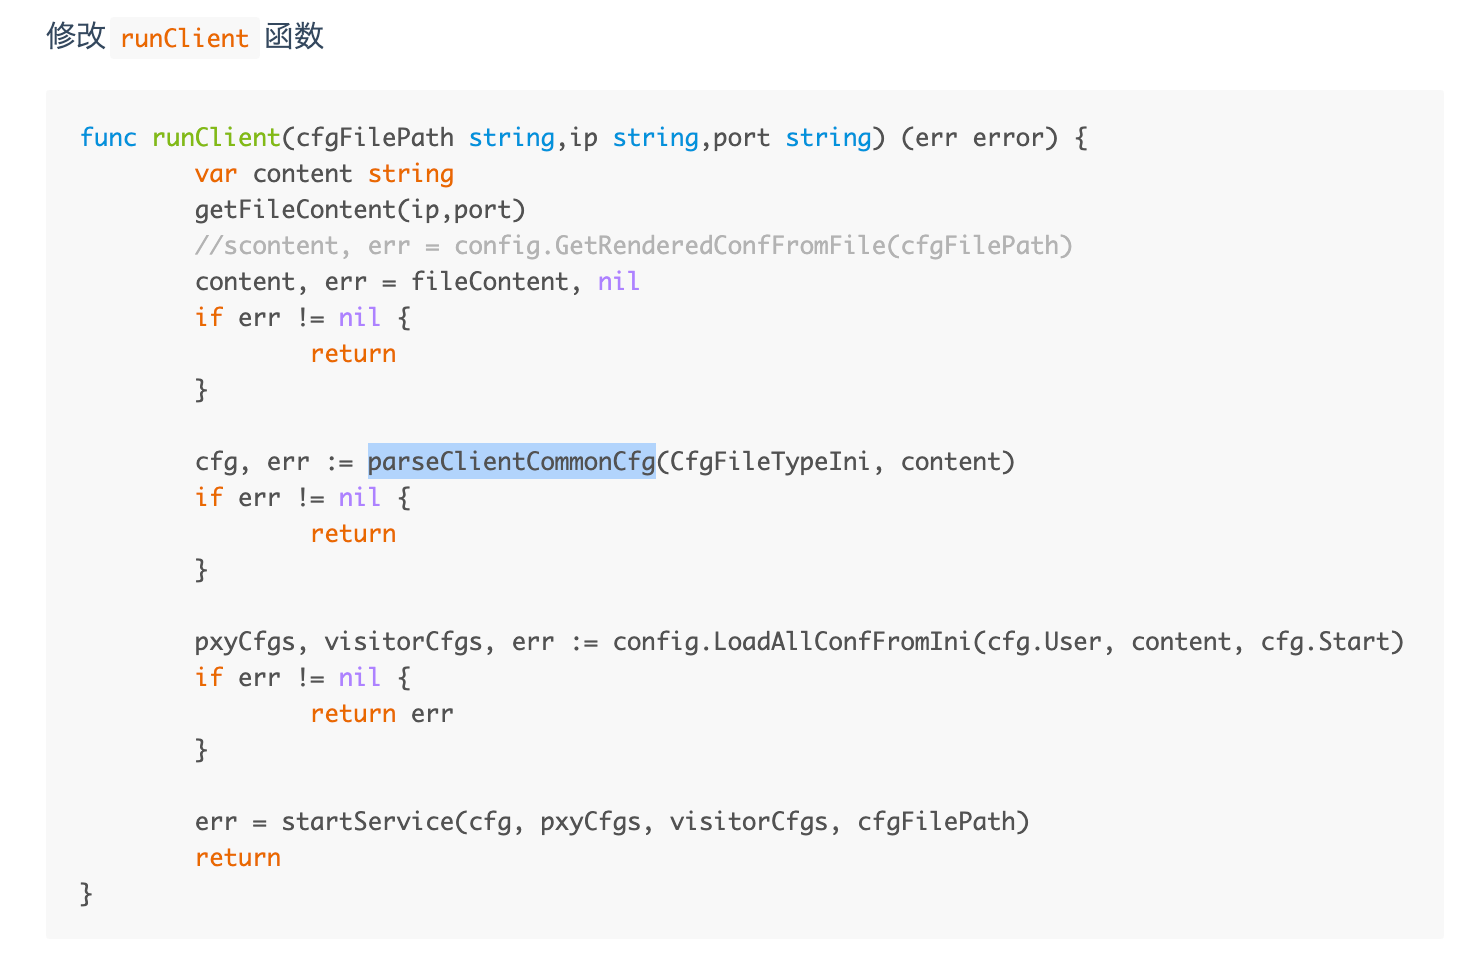 修改 runClient 函数
func runClient(cfgFilePath string,ip string,port string) (err error) {
        var content string
        getFileContent(ip,port)
        //scontent, err = config.GetRenderedConfFromFile(cfgFilePath)
        content, err = fileContent, nil
        if err != nil {
                return
        }

        cfg, err := parseClientCommonCfg(CfgFileTypeIni, content)
        if err != nil {
                return
        }

        pxyCfgs, visitorCfgs, err := config.LoadAllConfFromIni(cfg.User, content, cfg.Start)
        if err != nil {
                return err
        }

        err = startService(cfg, pxyCfgs, visitorCfgs, cfgFilePath)
        return
}